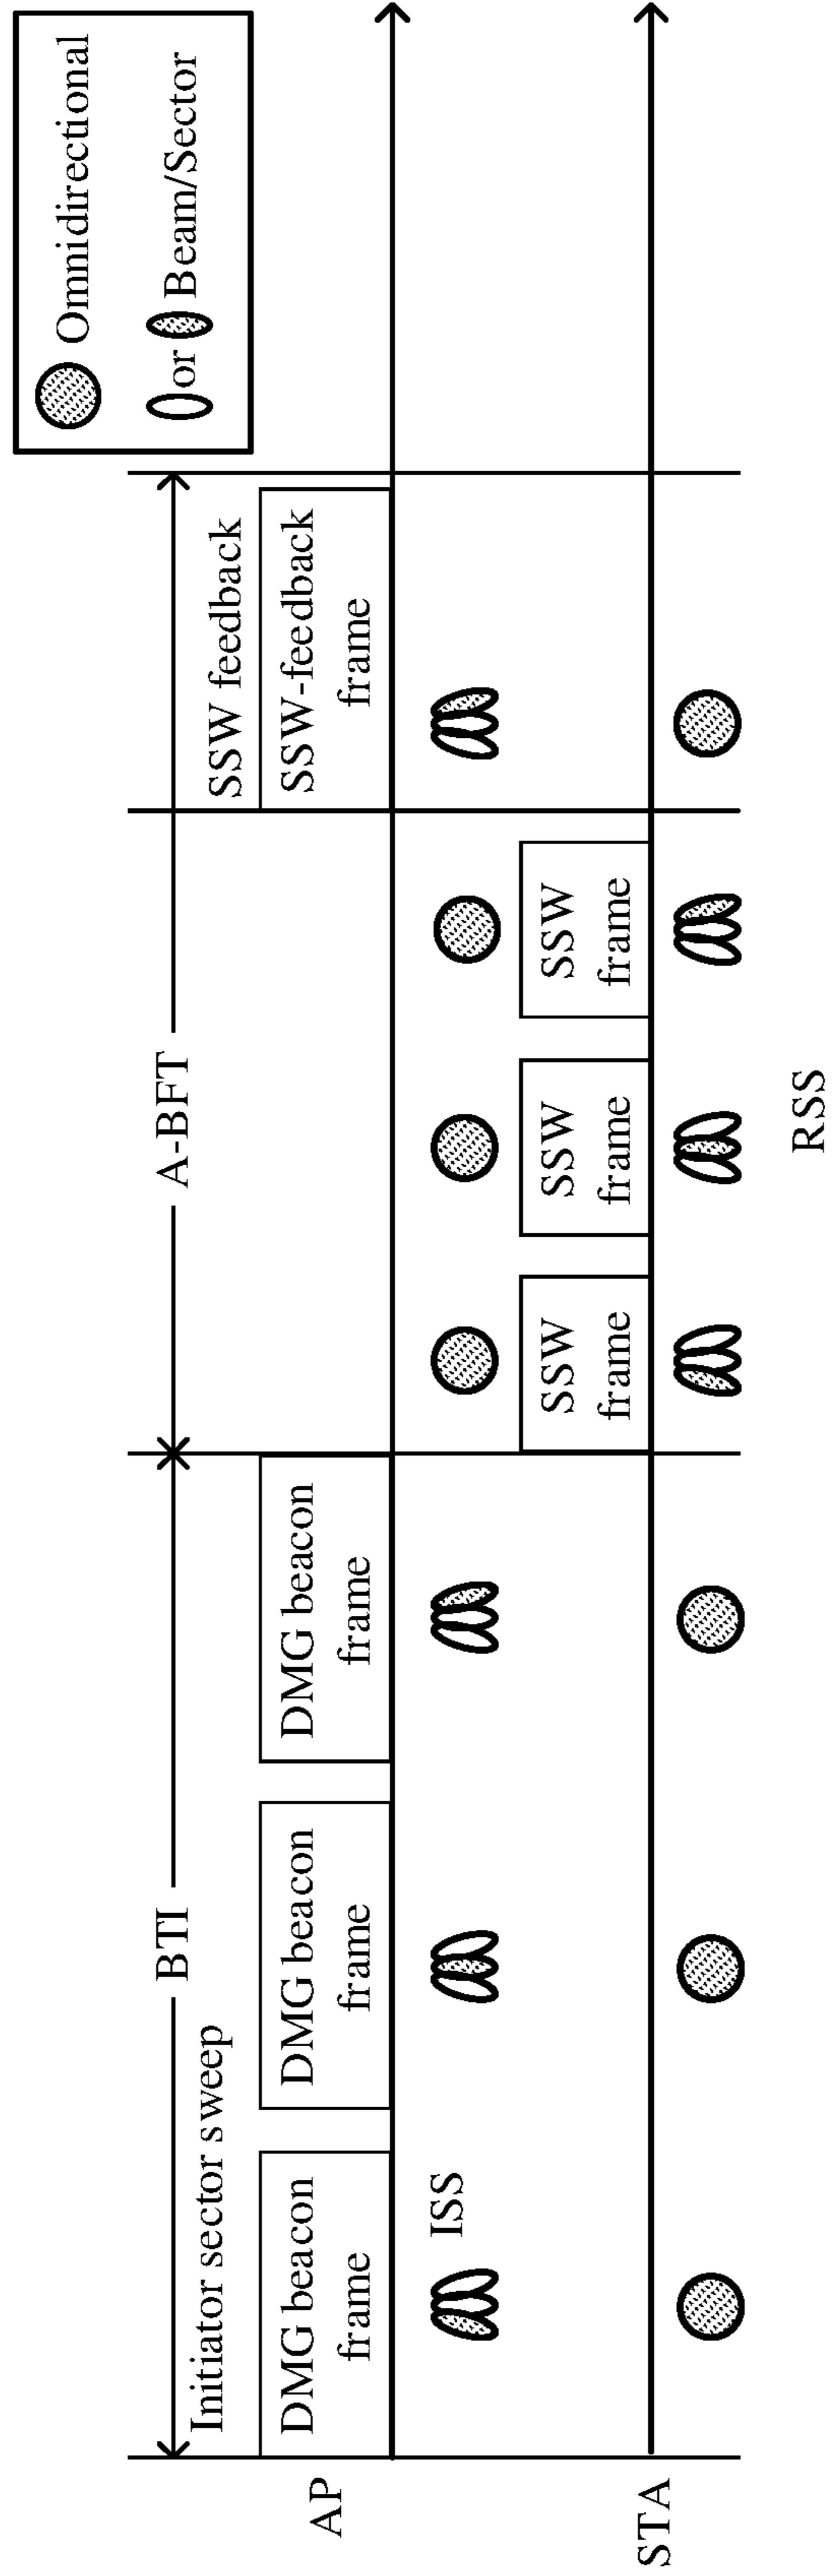 Omnidirectional
or Beam/Sector
BTI
A-BFT
Initiator sector sweep
SSW feedback
AP
DMG beacon
frame
DMG beacon
frame
DMG beacon
frame
SSW-feedback
frame
ISS
STA
SSW
frame
SSW
frame
SSW
frame
RSS